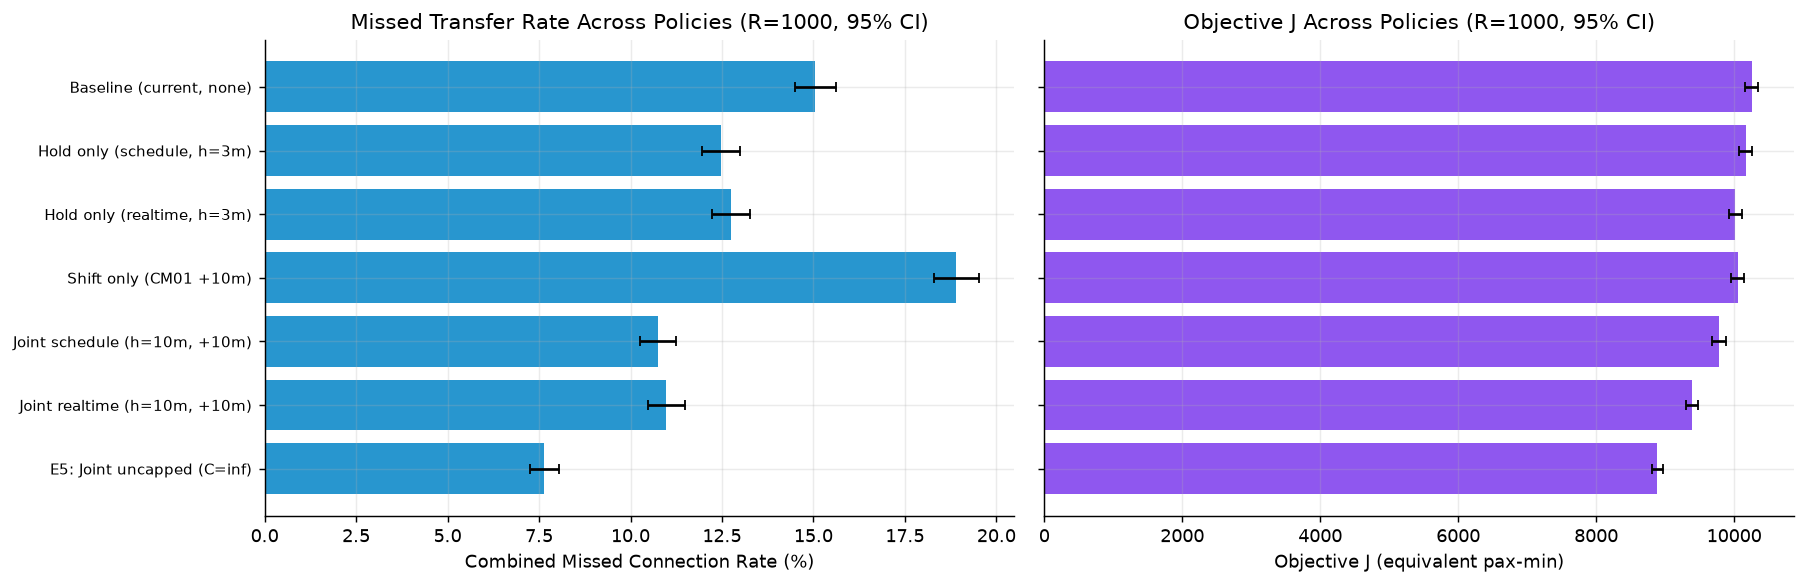 Missed Transfer Rate Across Policies (R=1000, 95% CI)
Baseline (current, none)
Hold only (schedule, h=3m)
Hold only (realtime, h=3m)
Shift only (CM01 +10m)
Joint schedule (h=10m, +10m)
Joint realtime (h=10m, +10m)
E5: Joint uncapped (C=inf)
0.0 2.5 5.0 7.5 10.0 12.5 15.0 17.5 20.0
Combined Missed Connection Rate (%)
Objective J Across Policies (R=1000, 95% CI)
0 2000 4000 6000 8000 10000
Objective J (equivalent pax-min)